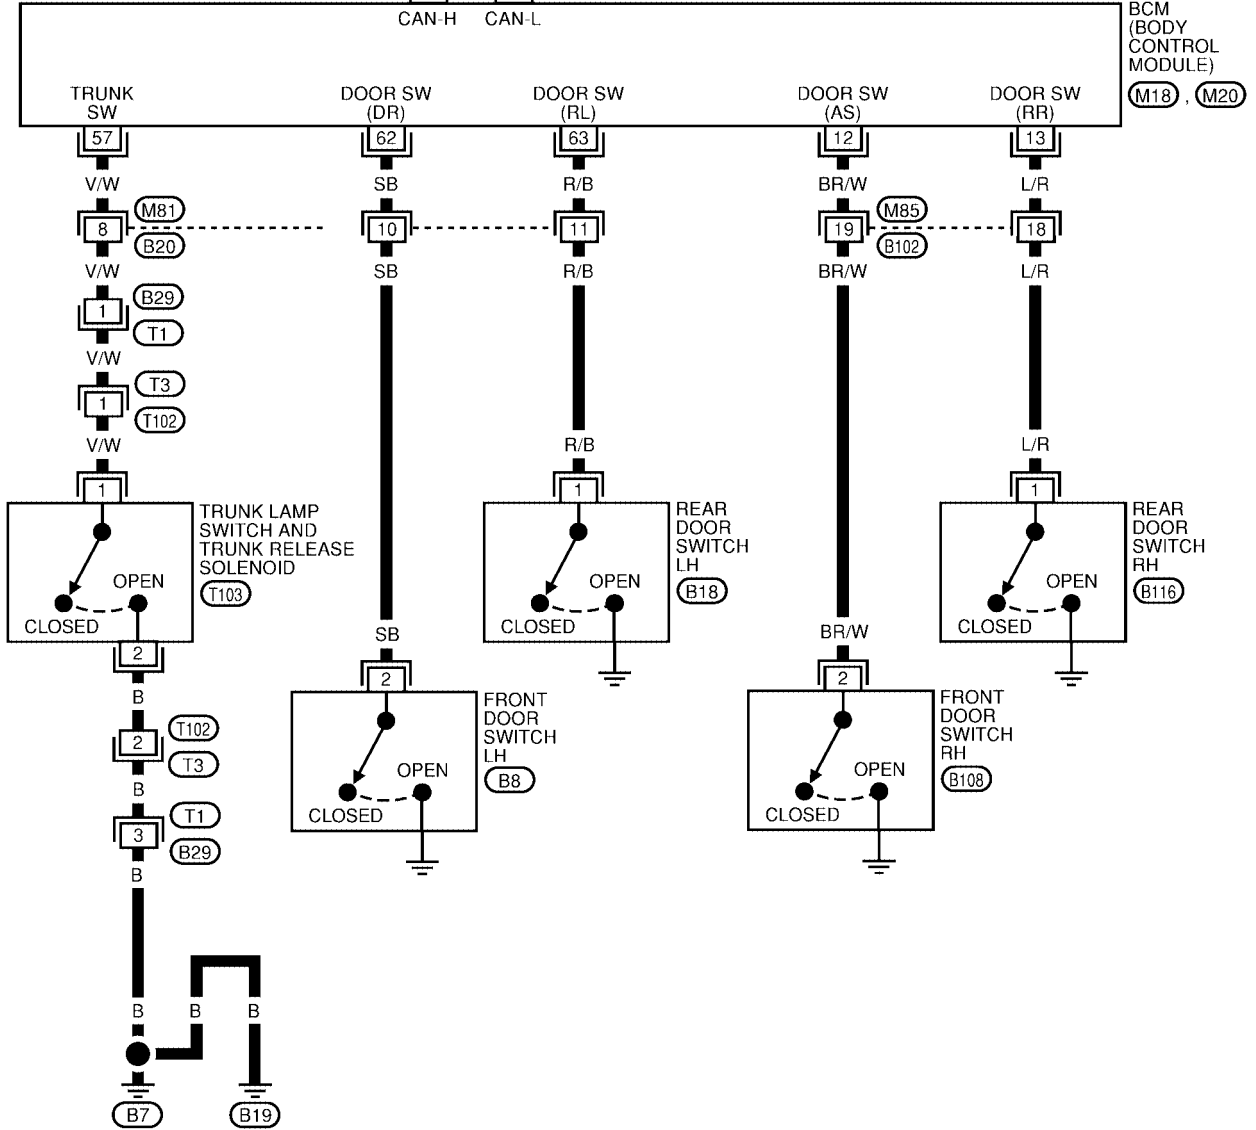 CAN-H CAN-L
BCM
(BODY
CONTROL
MODULE)
M18 , M20
TRUNK
SW
DOOR SW
(DR)
DOOR SW
(RL)
DOOR SW
(AS)
DOOR SW
(RR)
57 62 63 12 13
V/W SB R/B BR/W L/R
M81 M85
8 10 11 19 18
B20 B102
V/W SB R/B BR/W L/R
B29
1
T1
V/W
T3
1
T102
V/W R/B L/R
1 1 1
TRUNK LAMP
SWITCH AND
TRUNK RELEASE
SOLENOID
T103
OPEN
CLOSED
REAR
DOOR
SWITCH
LH
B18
OPEN
CLOSED
REAR
DOOR
SWITCH
RH
B116
OPEN
CLOSED
SB BR/W
2 2 2
FRONT
DOOR
SWITCH
LH
B8
OPEN
CLOSED
FRONT
DOOR
SWITCH
RH
B108
OPEN
CLOSED
B
T102
2
T3
B
T1
3
B29
B
B B B
B7 B19